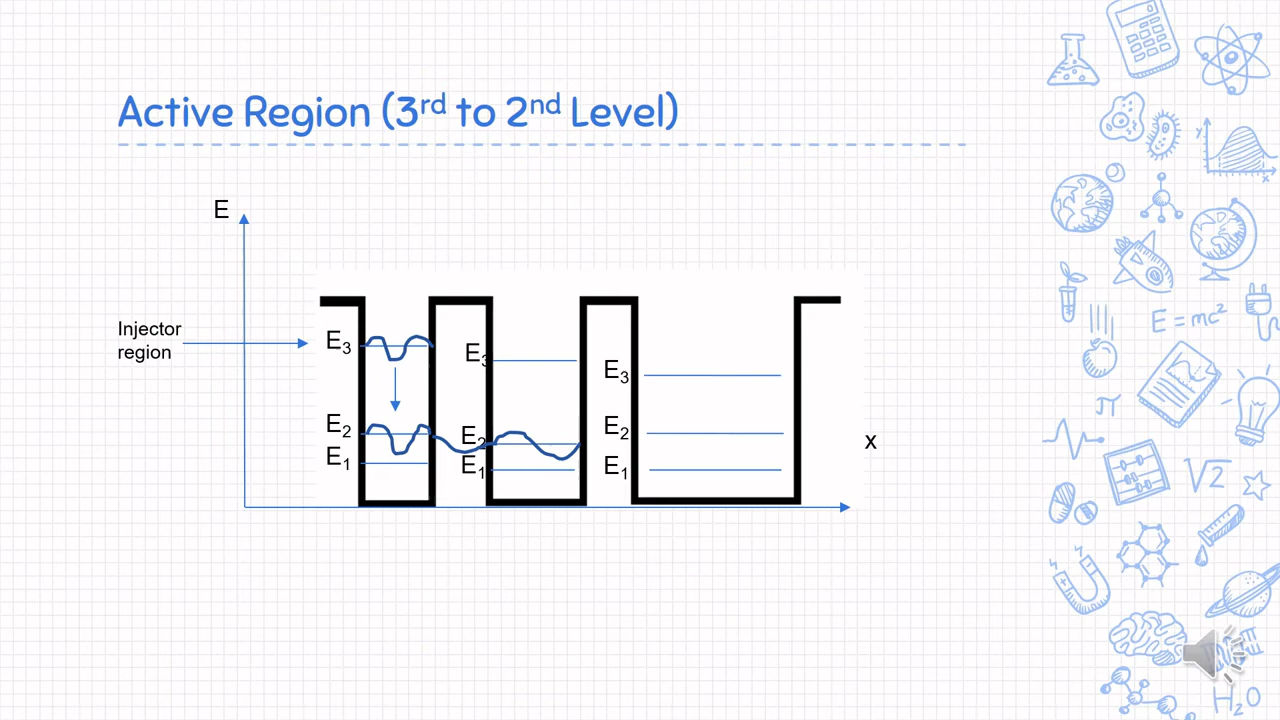 Active Region (3rd to 2nd Level)
E
Injector
region
E3
E2
E1
E3
E2
E1
E3
E2
E1
x
y
x
E = mc²
π
√2
H₂O